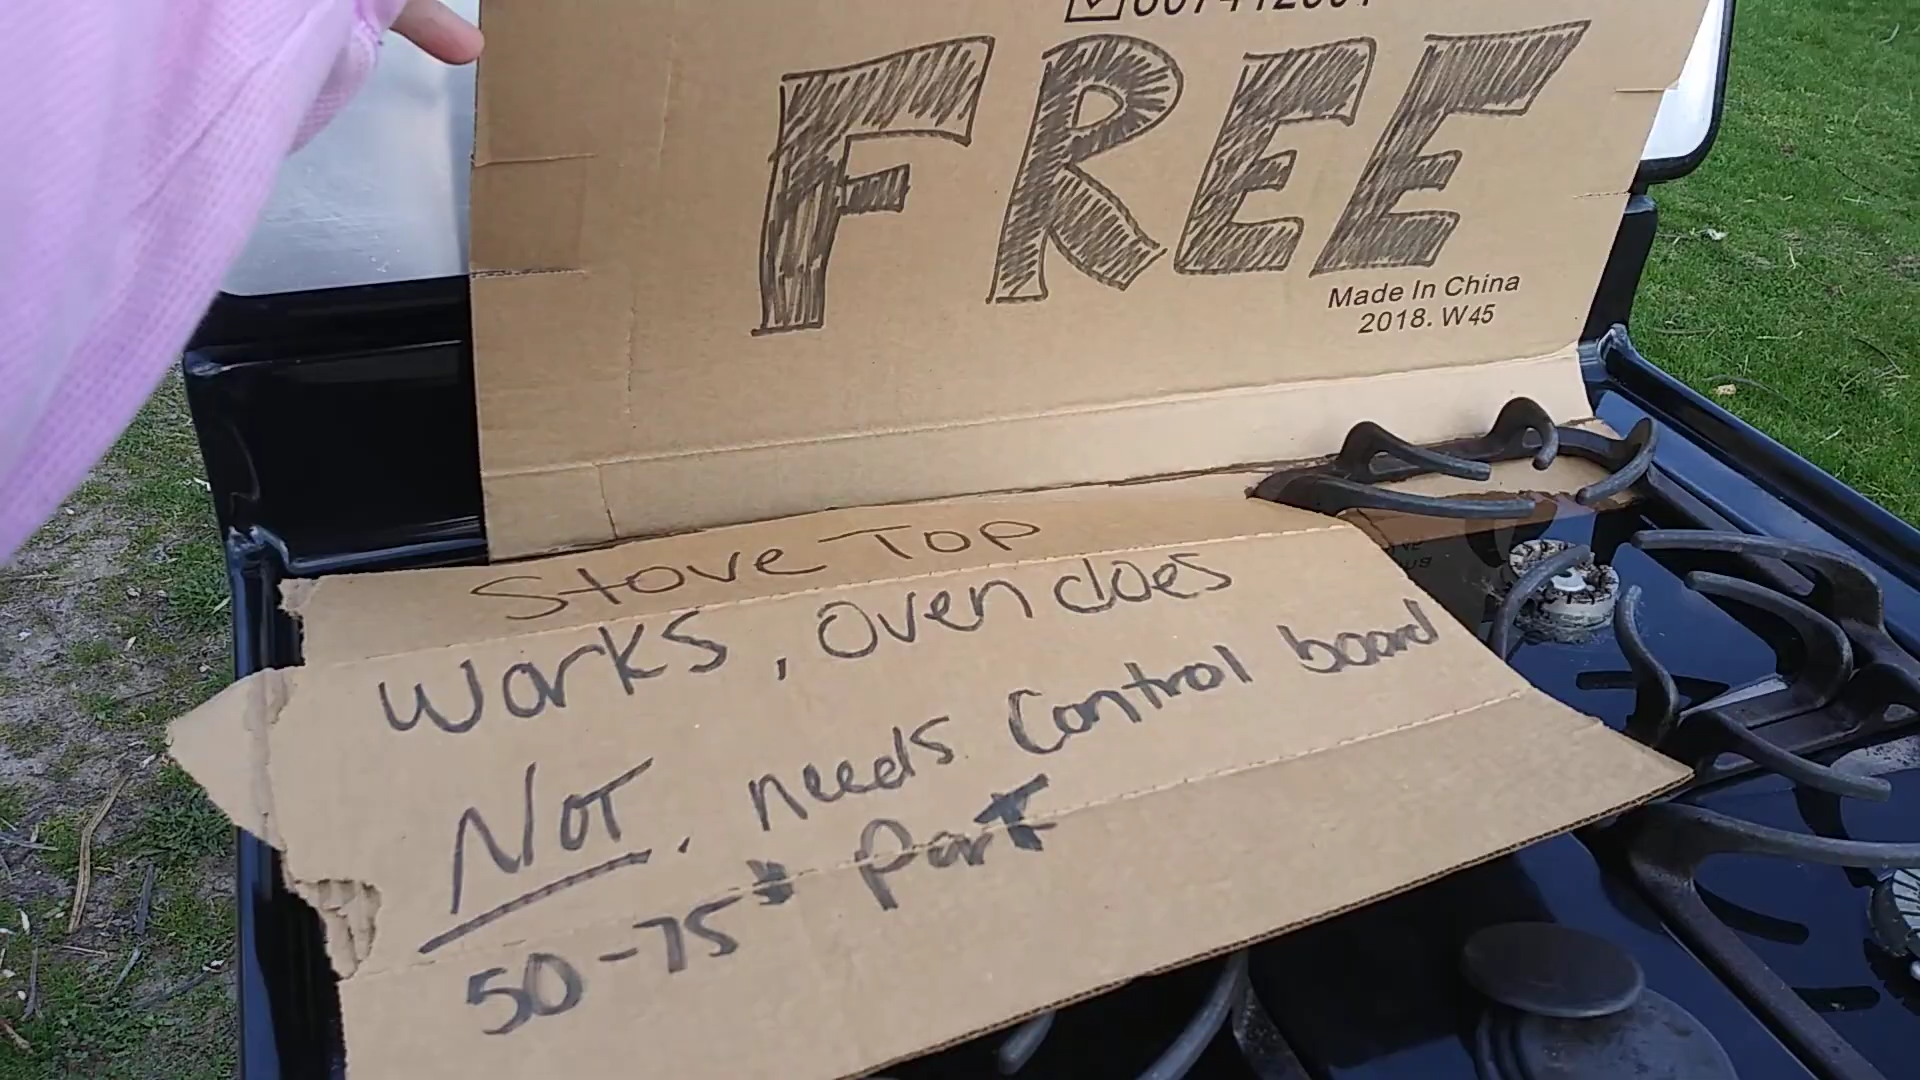 FREE
Made In China
2018. W45
Stove Top
Works, Oven does
NOT. needs Control board
50-75$ Part